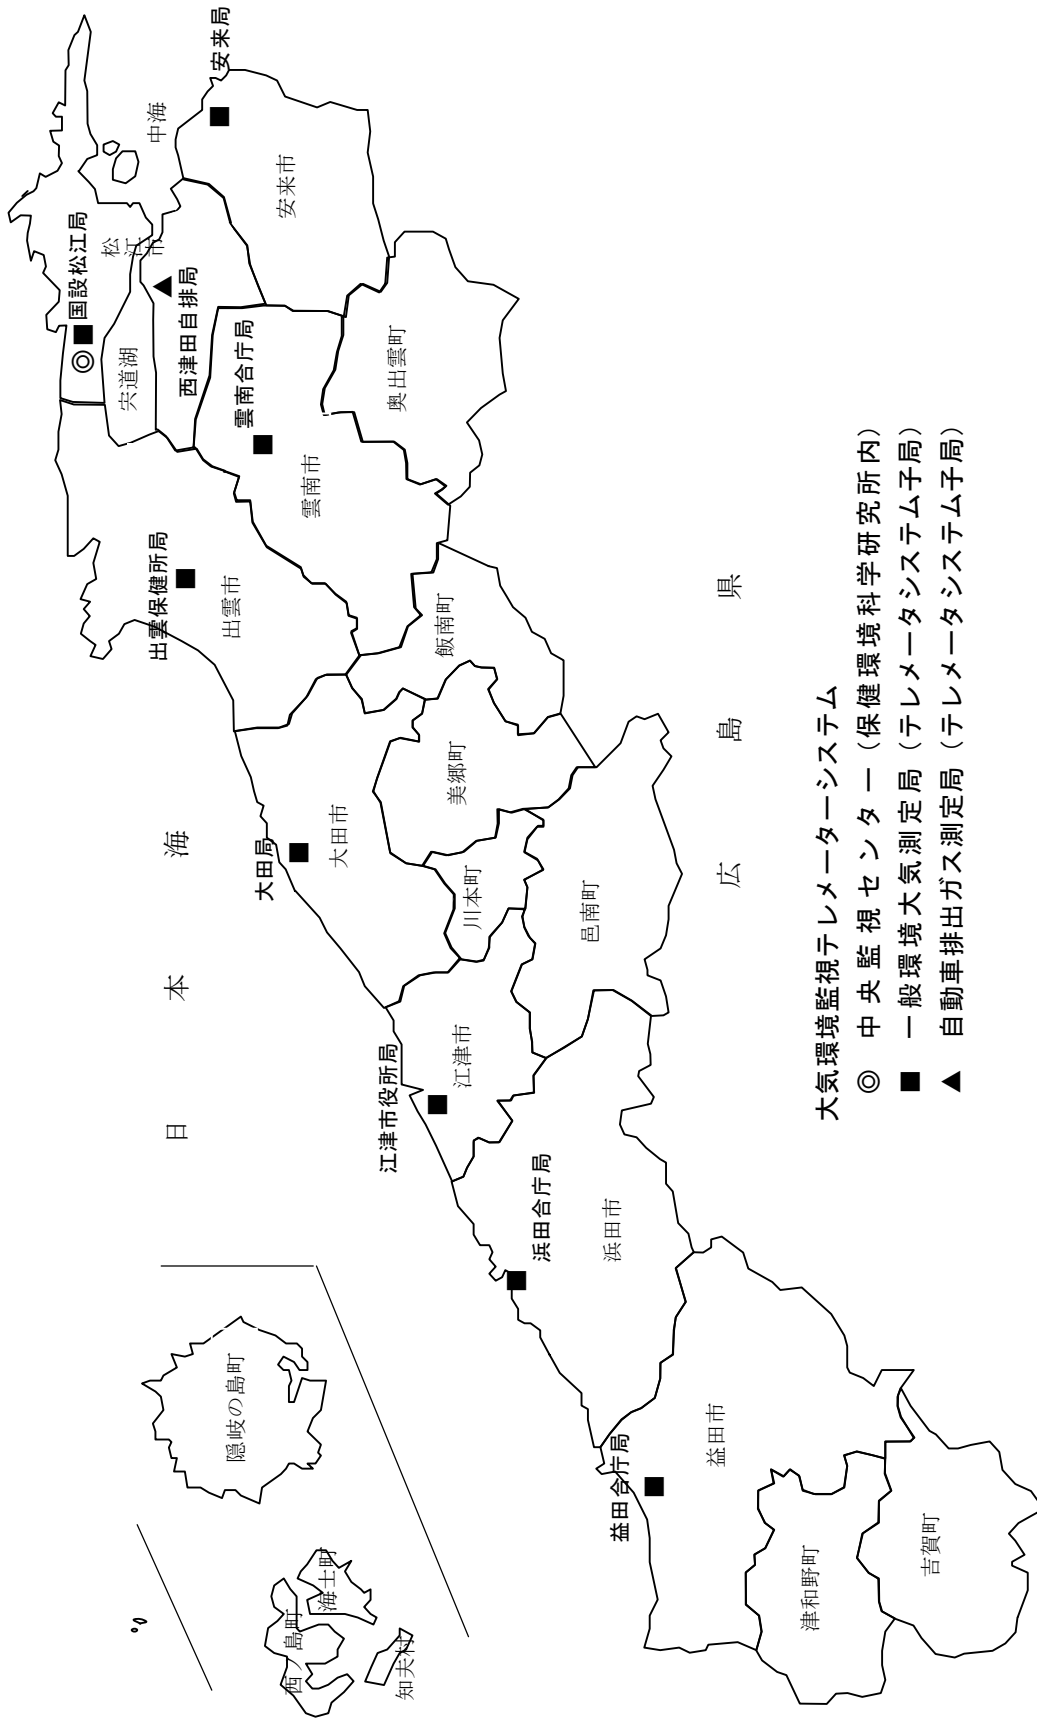 日本海
隠岐の島町
西ノ島町
海士町
知夫村
国設松江局
松江市
宍道湖
中海
西津田自排局
安来局
安来市
雲南合庁局
雲南市
奥出雲町
出雲保健所局
出雲市
飯南町
大田局
大田市
美郷町
川本町
邑南町
江津市役所局
江津市
浜田合庁局
浜田市
益田合庁局
益田市
津和野町
吉賀町
広島県
大気環境監視テレメーターシステム
◎ 中央監視センター（保健環境科学研究所内）
■ 一般環境大気測定局（テレメータシステム子局）
▲ 自動車排出ガス測定局（テレメータシステム子局）